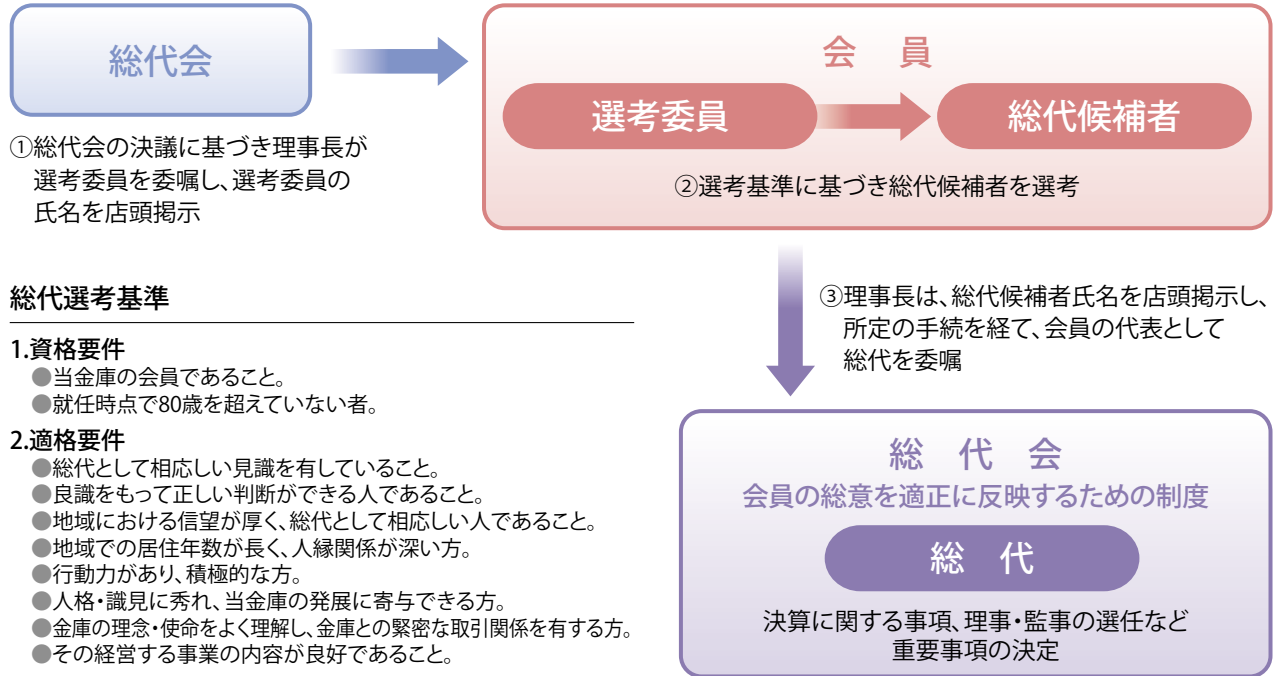 総代会
①総代会の決議に基づき理事長が
選考委員を委嘱し、選考委員の
氏名を店頭掲示
会 員
選考委員
総代候補者
②選考基準に基づき総代候補者を選考
③理事長は、総代候補者氏名を店頭掲示し、
所定の手続を経て、会員の代表として
総代を委嘱
総代選考基準
1.資格要件
●当金庫の会員であること。
●就任時点で80歳を超えていない者。
2.適格要件
●総代として相応しい見識を有していること。
●良識をもって正しい判断ができる人であること。
●地域における信望が厚く、総代として相応しい人であること。
●地域での居住年数が長く、人縁関係が深い方。
●行動力があり、積極的な方。
●人格・識見に秀れ、当金庫の発展に寄与できる方。
●金庫の理念・使命をよく理解し、金庫との緊密な取引関係を有する方。
●その経営する事業の内容が良好であること。
総 代 会
会員の総意を適正に反映するための制度
総 代
決算に関する事項、理事・監事の選任など
重要事項の決定